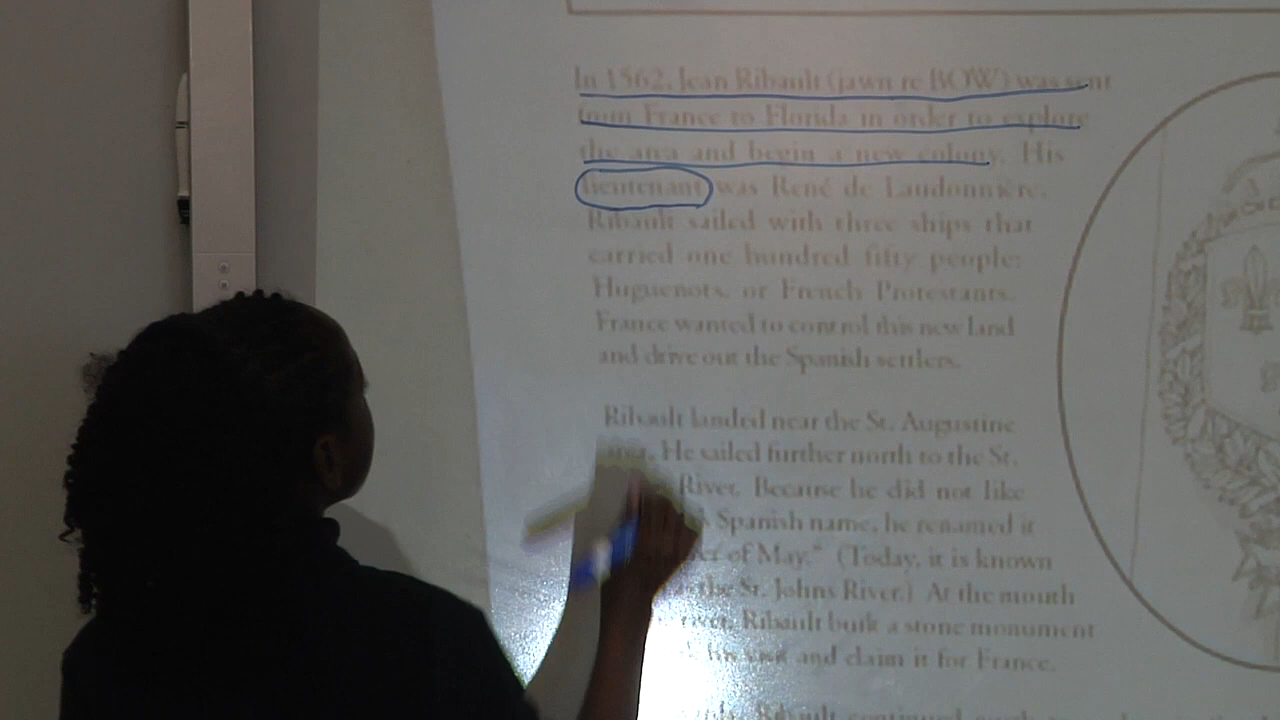 In 1562, Jean Ribault (jawn re BOW) was sent
from France to Florida in order to explore
the area and begin a new colony. His
lieutenant was René de Laudonnière.
Ribault sailed with three ships that
carried one hundred fifty people:
Huguenots, or French Protestants.
France wanted to control this new land
and drive out the Spanish settlers.
Ribault landed near the St. Augustine
area. He sailed further north to the St.
River. Because he did not like
Spanish name, he renamed it
of May." (Today, it is known
the St. Johns River.) At the mouth
river, Ribault built a stone monument
visit and claim it for France.
Ribault continued